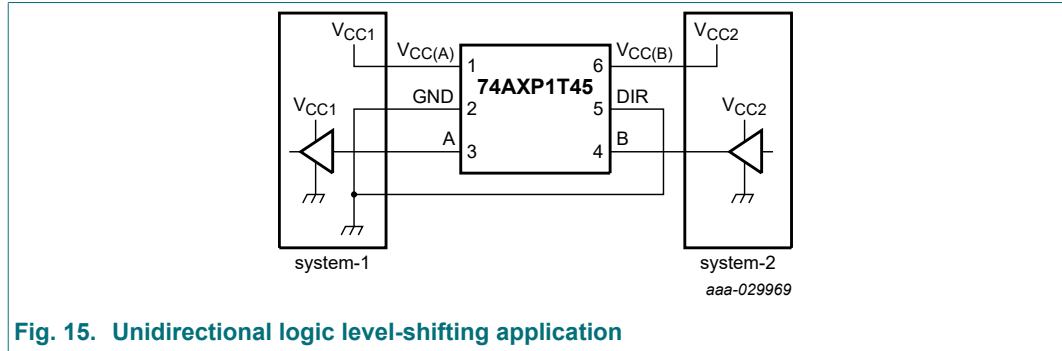 VCC1
VCC2
VCC(A)
VCC(B)
1
6
74AXP1T45
GND
DIR
2
5
VCC1
VCC2
A
B
3
4
system-1
system-2
aaa-029969
Fig. 15. Unidirectional logic level-shifting application